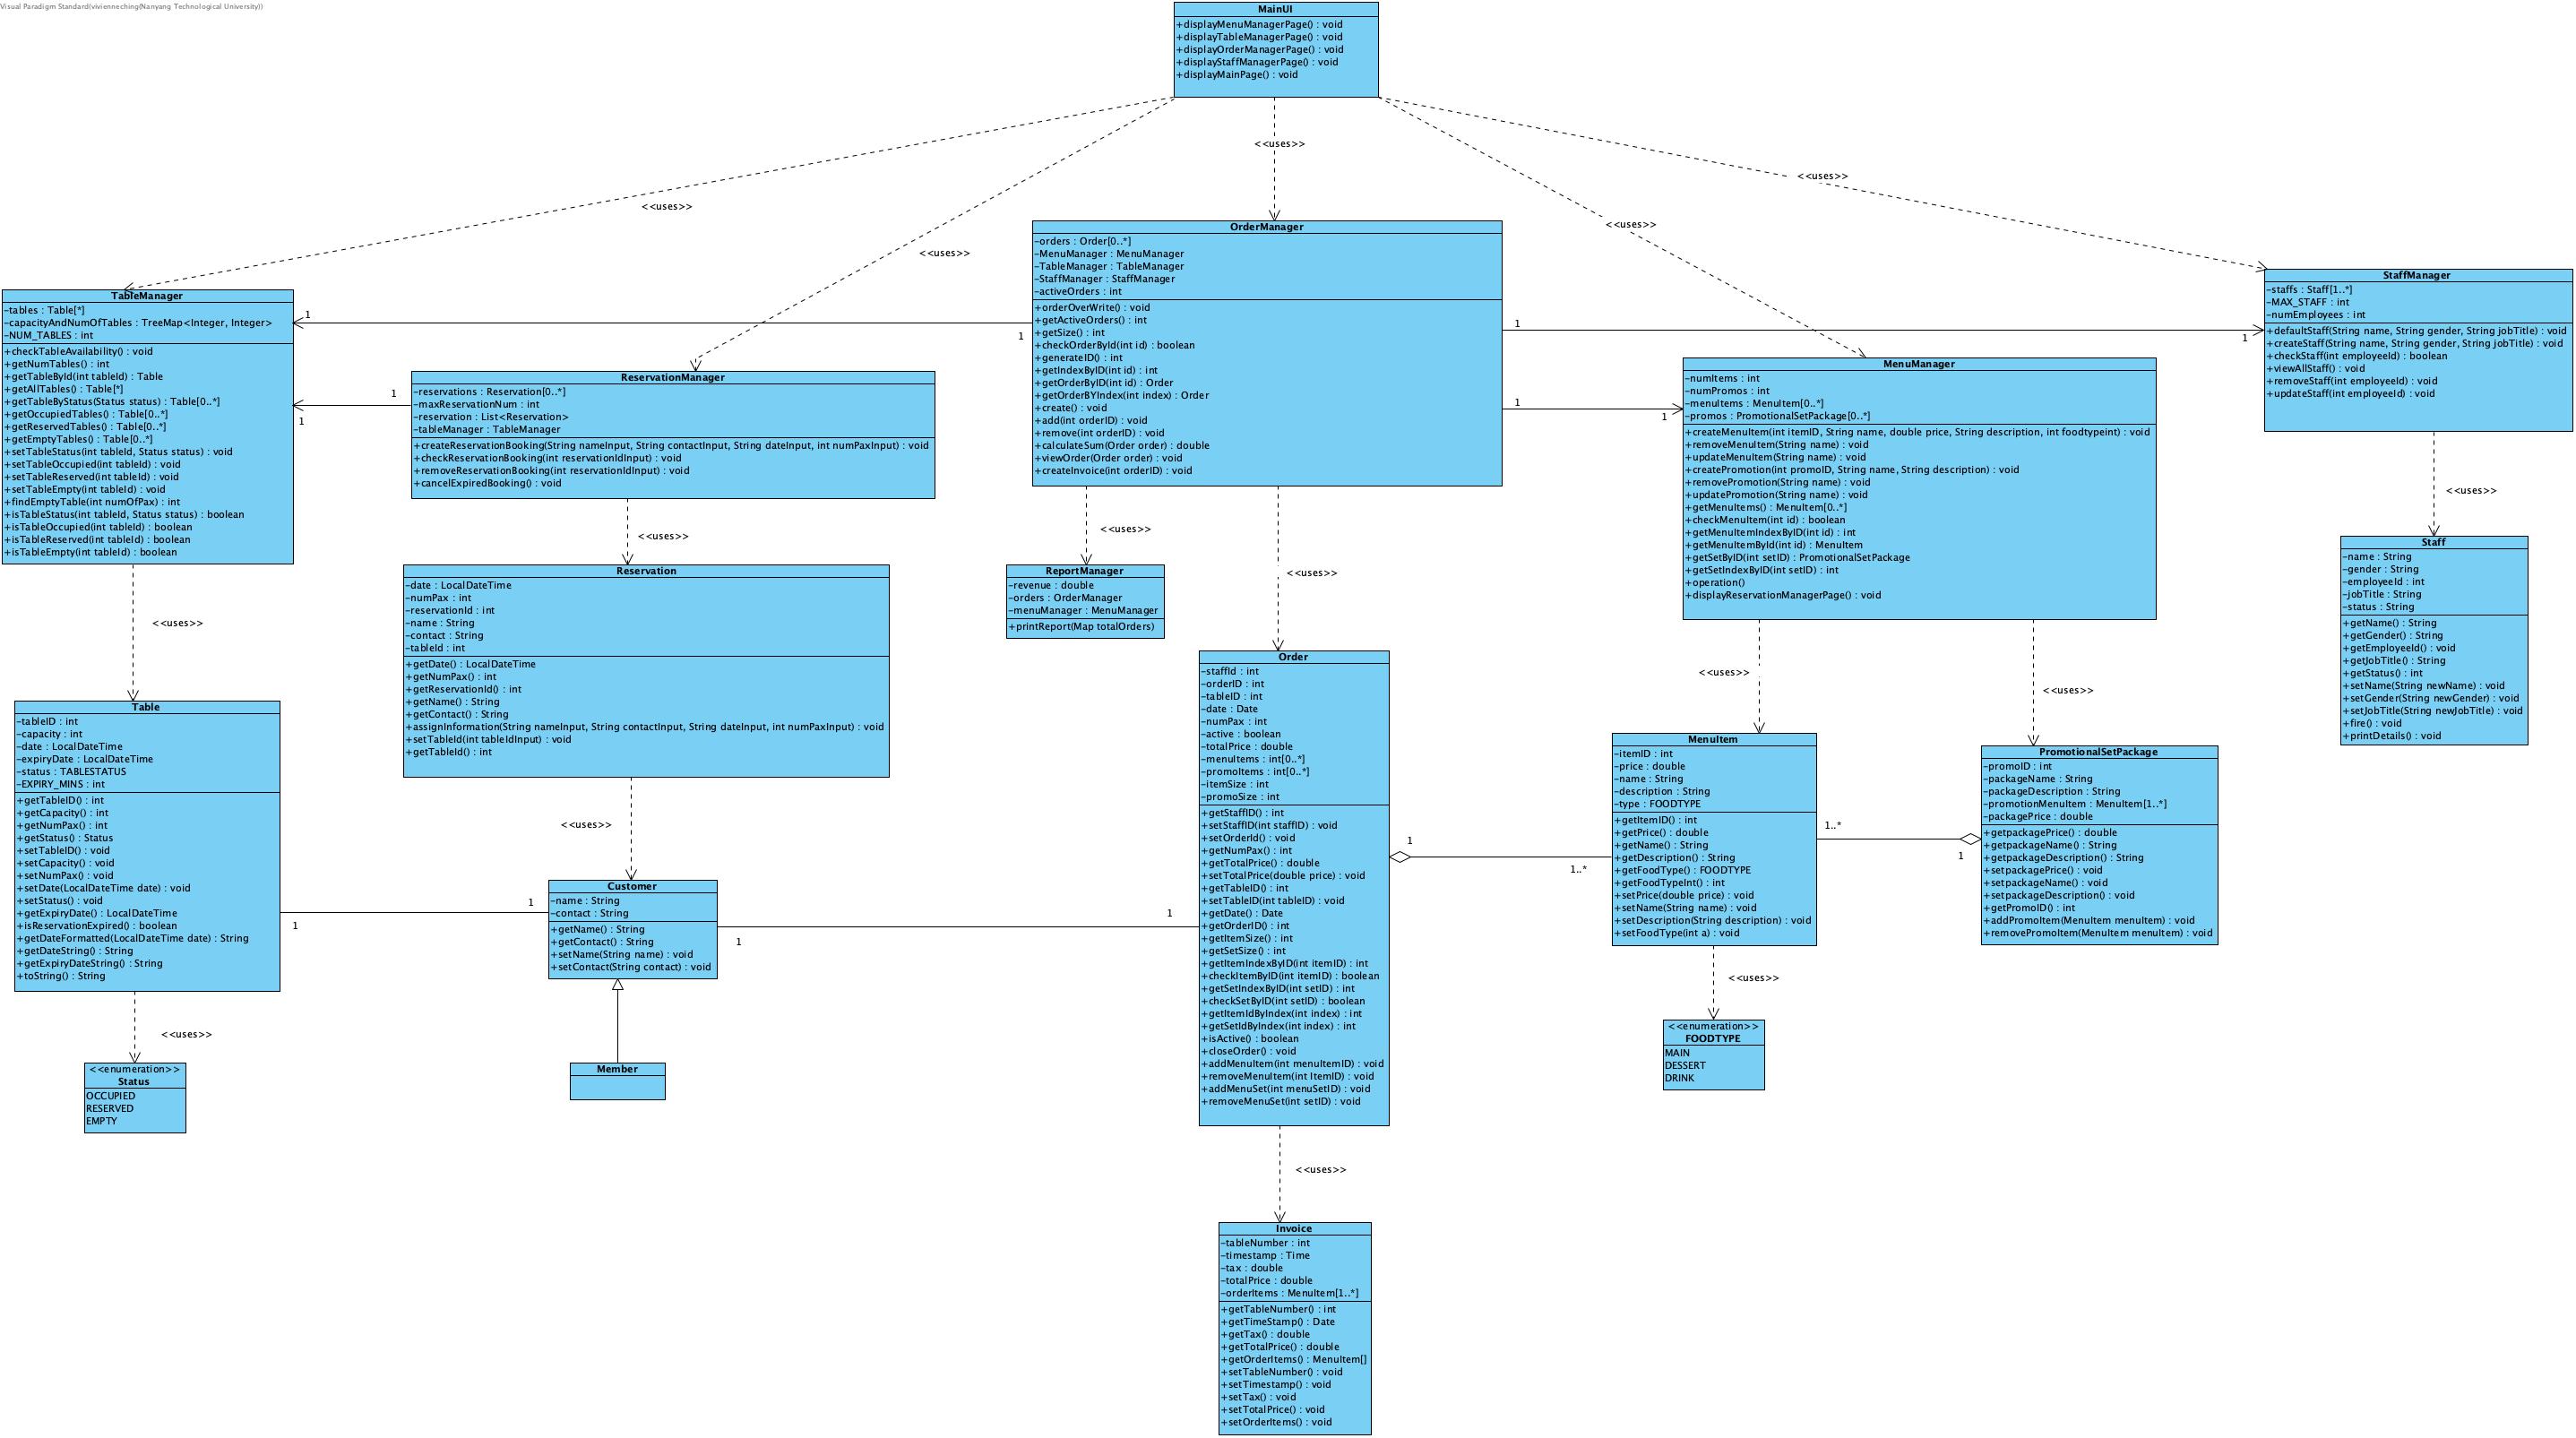 Visual Paradigm Standard(vivienneching(Nanyang Technological University))
MainUI
+displayMenuManagerPage() : void
+displayTableManagerPage() : void
+displayOrderManagerPage() : void
+displayStaffManagerPage() : void
+displayMainPage() : void
<<uses>>
<<uses>>
<<uses>>
<<uses>>
<<uses>>
TableManager
-tables : Table[*]
-capacityAndNumOfTables : TreeMap<Integer, Integer>
-NUM_TABLES : int
+checkTableAvailability() : void
+getNumTables() : int
+getTableById(int tableId) : Table
+getAllTables() : Table[*]
+getTableByStatus(Status status) : Table[0..*]
+getOccupiedTables() : Table[0..*]
+getReservedTables() : Table[0..*]
+getEmptyTables() : Table[0..*]
+setTableStatus(int tableId, Status status) : void
+setTableOccupied(int tableId) : void
+setTableReserved(int tableId) : void
+setTableEmpty(int tableId) : void
+findEmptyTable(int numOfPax) : int
+isTableStatus(int tableId, Status status) : boolean
+isTableOccupied(int tableId) : boolean
+isTableReserved(int tableId) : boolean
+isTableEmpty(int tableId) : boolean
1
1
1
1
ReservationManager
-reservations : Reservation[0..*]
-maxReservationNum : int
-reservation : List<Reservation>
-tableManager : TableManager
+createReservationBooking(String nameInput, String contactInput, String dateInput, int numPaxInput) : void
+checkReservationBooking(int reservationIdInput) : void
+removeReservationBooking(int reservationIdInput) : void
+cancelExpiredBooking() : void
OrderManager
-orders : Order[0..*]
-MenuManager : MenuManager
-TableManager : TableManager
-StaffManager : StaffManager
-activeOrders : int
+orderOverWrite() : void
+getActiveOrders() : int
+getSize() : int
+checkOrderById(int id) : boolean
+generateID() : int
+getIndexByID(int id) : int
+getOrderByID(int id) : Order
+getOrderBYIndex(int index) : Order
+create() : void
+add(int orderID) : void
+remove(int orderID) : void
+calculateSum(Order order) : double
+viewOrder(Order order) : void
+createInvoice(int orderID) : void
1
1
1
1
MenuManager
-numItems : int
-numPromos : int
-menuItems : MenuItem[0..*]
-promos : PromotionalSetPackage[0..*]
+createMenuItem(int itemID, String name, double price, String description, int foodtypeint) : void
+removeMenuItem(String name) : void
+updateMenuItem(String name) : void
+createPromotion(int promoID, String name, String description) : void
+removePromotion(String name) : void
+updatePromotion(String name) : void
+getMenuItems() : MenuItem[0..*]
+checkMenuItem(int id) : boolean
+getMenuItemIndexByID(int id) : int
+getMenuItemById(int id) : MenuItem
+getSetByID(int setID) : PromotionalSetPackage
+getSetIndexByID(int setID) : int
+operation()
+displayReservationManagerPage() : void
StaffManager
-staffs : Staff[1..*]
-MAX_STAFF : int
-numEmployees : int
+defaultStaff(String name, String gender, String jobTitle) : void
+createStaff(String name, String gender, String jobTitle) : void
+checkStaff(int employeeId) : boolean
+viewAllStaff() : void
+removeStaff(int employeeId) : void
+updateStaff(int employeeId) : void
<<uses>>
<<uses>>
<<uses>>
<<uses>>
<<uses>>
<<uses>>
<<uses>>
Reservation
-date : LocalDateTime
-numPax : int
-reservationId : int
-name : String
-contact : String
-tableId : int
+getDate() : LocalDateTime
+getNumPax() : int
+getReservationId() : int
+getName() : String
+getContact() : String
+assignInformation(String nameInput, String contactInput, String dateInput, int numPaxInput) : void
+setTableId(int tableIdInput) : void
+getTableId() : int
ReportManager
-revenue : double
-orders : OrderManager
-menuManager : MenuManager
+printReport(Map totalOrders)
Staff
-name : String
-gender : String
-employeeId : int
-jobTitle : String
-status : String
+getName() : String
+getGender() : String
+getEmployeeId() : void
+getJobTitle() : String
+getStatus() : int
+setName(String newName) : void
+setGender(String newGender) : void
+setJobTitle(String newJobTitle) : void
+fire() : void
+printDetails() : void
Table
-tableID : int
-capacity : int
-date : LocalDateTime
-expiryDate : LocalDateTime
-status : TABLESTATUS
-EXPIRY_MINS : int
+getTableID() : int
+getCapacity() : int
+getNumPax() : int
+getStatus() : Status
+setTableID() : void
+setCapacity() : void
+setNumPax() : void
+setDate(LocalDateTime date) : void
+setStatus() : void
+getExpiryDate() : LocalDateTime
+isReservationExpired() : boolean
+getDateFormatted(LocalDateTime date) : String
+getDateString() : String
+getExpiryDateString() : String
+toString() : String
<<uses>>
Customer
-name : String
-contact : String
+getName() : String
+getContact() : String
+setName(String name) : void
+setContact(String contact) : void
1
1
1
1
Order
-staffId : int
-orderID : int
-tableID : int
-date : Date
-numPax : int
-active : boolean
-totalPrice : double
-menuItems : int[0..*]
-promoItems : int[0..*]
-itemSize : int
-promoSize : int
+getStaffID() : int
+setStaffID(int staffID) : void
+setOrderId() : void
+getNumPax() : int
+getTotalPrice() : double
+setTotalPrice(double price) : void
+getTableID() : int
+setTableID(int tableID) : void
+getDate() : Date
+getOrderID() : int
+getItemSize() : int
+getSetSize() : int
+getItemIndexByID(int itemID) : int
+checkItemByID(int itemID) : boolean
+getSetIndexByID(int setID) : int
+checkSetByID(int setID) : boolean
+getItemIdByIndex(int index) : int
+getSetIdByIndex(int index) : int
+isActive() : boolean
+closeOrder() : void
+addMenuItem(int menuItemID) : void
+removeMenuItem(int ItemID) : void
+addMenuSet(int menuSetID) : void
+removeMenuSet(int setID) : void
1
1..*
MenuItem
-itemID : int
-price : double
-name : String
-description : String
-type : FOODTYPE
+getItemID() : int
+getPrice() : double
+getName() : String
+getDescription() : String
+getFoodType() : FOODTYPE
+getFoodTypeInt() : int
+setPrice(double price) : void
+setName(String name) : void
+setDescription(String description) : void
+setFoodType(int a) : void
1..*
1
PromotionalSetPackage
-promoID : int
-packageName : String
-packageDescription : String
-promotionMenuItem : MenuItem[1..*]
-packagePrice : double
+getpackagePrice() : double
+getpackageName() : String
+getpackageDescription() : String
+setpackagePrice() : void
+setpackageName() : void
+setpackageDescription() : void
+getPromoID() : int
+addPromoItem(MenuItem menuItem) : void
+removePromoItem(MenuItem menuItem) : void
<<uses>>
<<uses>>
<<enumeration>>
Status
OCCUPIED
RESERVED
EMPTY
Member
<<enumeration>>
FOODTYPE
MAIN
DESSERT
DRINK
<<uses>>
Invoice
-tableNumber : int
-timestamp : Time
-tax : double
-totalPrice : double
-orderItems : MenuItem[1..*]
+getTableNumber() : int
+getTimeStamp() : Date
+getTax() : double
+getTotalPrice() : double
+getOrderItems() : MenuItem[]
+setTableNumber() : void
+setTimestamp() : void
+setTax() : void
+setTotalPrice() : void
+setOrderItems() : void